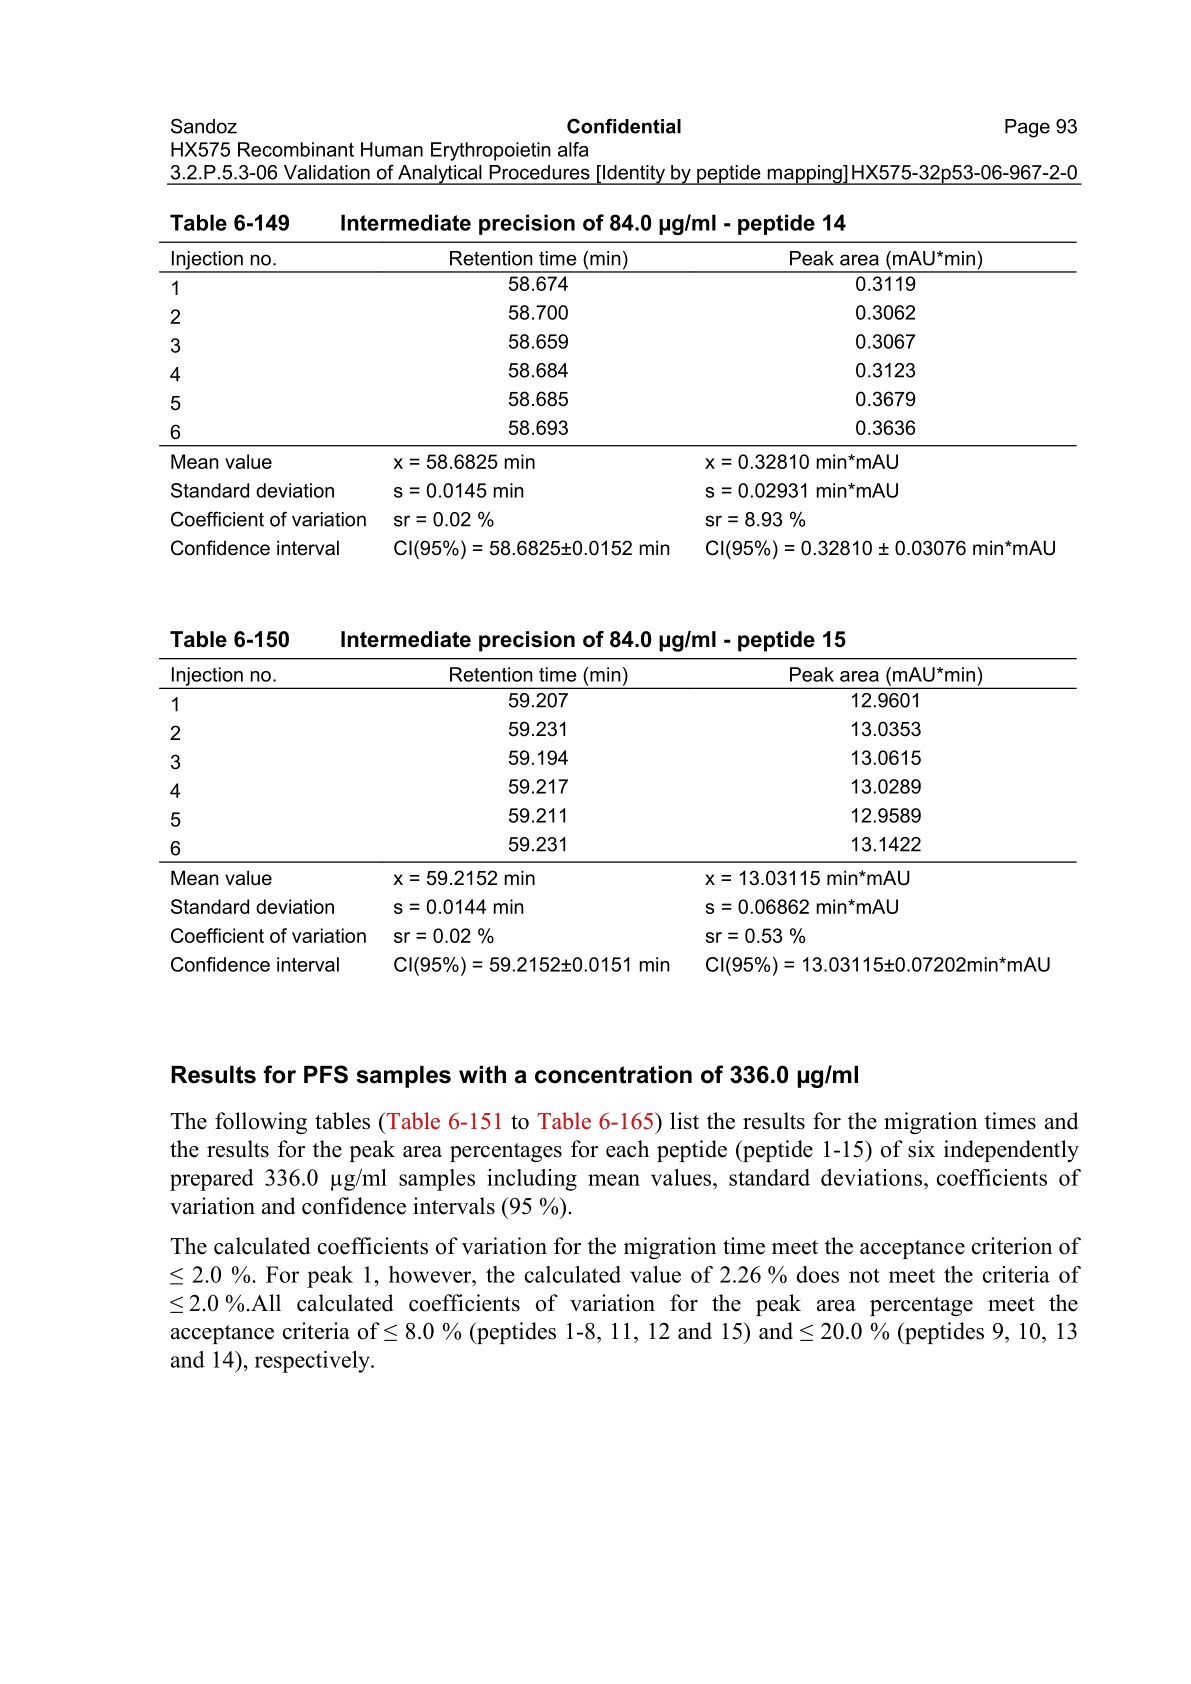 Sandoz Confidential Page 93
HX575 Recombinant Human Erythropoietin alfa
3.2.P.5.3-06 Validation of Analytical Procedures [Identity by peptide mapping] HX575-32p53-06-967-2-0
Table 6-149 Intermediate precision of 84.0 µg/ml - peptide 14
Injection no. Retention time (min) Peak area (mAU*min)
1 58.674 0.3119
2 58.700 0.3062
3 58.659 0.3067
4 58.684 0.3123
5 58.685 0.3679
6 58.693 0.3636
Mean value x = 58.6825 min x = 0.32810 min*mAU
Standard deviation s = 0.0145 min s = 0.02931 min*mAU
Coefficient of variation sr = 0.02 % sr = 8.93 %
Confidence interval CI(95%) = 58.6825±0.0152 min CI(95%) = 0.32810 ± 0.03076 min*mAU
Table 6-150 Intermediate precision of 84.0 µg/ml - peptide 15
Injection no. Retention time (min) Peak area (mAU*min)
1 59.207 12.9601
2 59.231 13.0353
3 59.194 13.0615
4 59.217 13.0289
5 59.211 12.9589
6 59.231 13.1422
Mean value x = 59.2152 min x = 13.03115 min*mAU
Standard deviation s = 0.0144 min s = 0.06862 min*mAU
Coefficient of variation sr = 0.02 % sr = 0.53 %
Confidence interval CI(95%) = 59.2152±0.0151 min CI(95%) = 13.03115±0.07202min*mAU
Results for PFS samples with a concentration of 336.0 µg/ml
The following tables (Table 6-151 to Table 6-165) list the results for the migration times and
the results for the peak area percentages for each peptide (peptide 1-15) of six independently
prepared 336.0 µg/ml samples including mean values, standard deviations, coefficients of
variation and confidence intervals (95 %).
The calculated coefficients of variation for the migration time meet the acceptance criterion of
≤ 2.0 %. For peak 1, however, the calculated value of 2.26 % does not meet the criteria of
≤ 2.0 %.All calculated coefficients of variation for the peak area percentage meet the
acceptance criteria of ≤ 8.0 % (peptides 1-8, 11, 12 and 15) and ≤ 20.0 % (peptides 9, 10, 13
and 14), respectively.